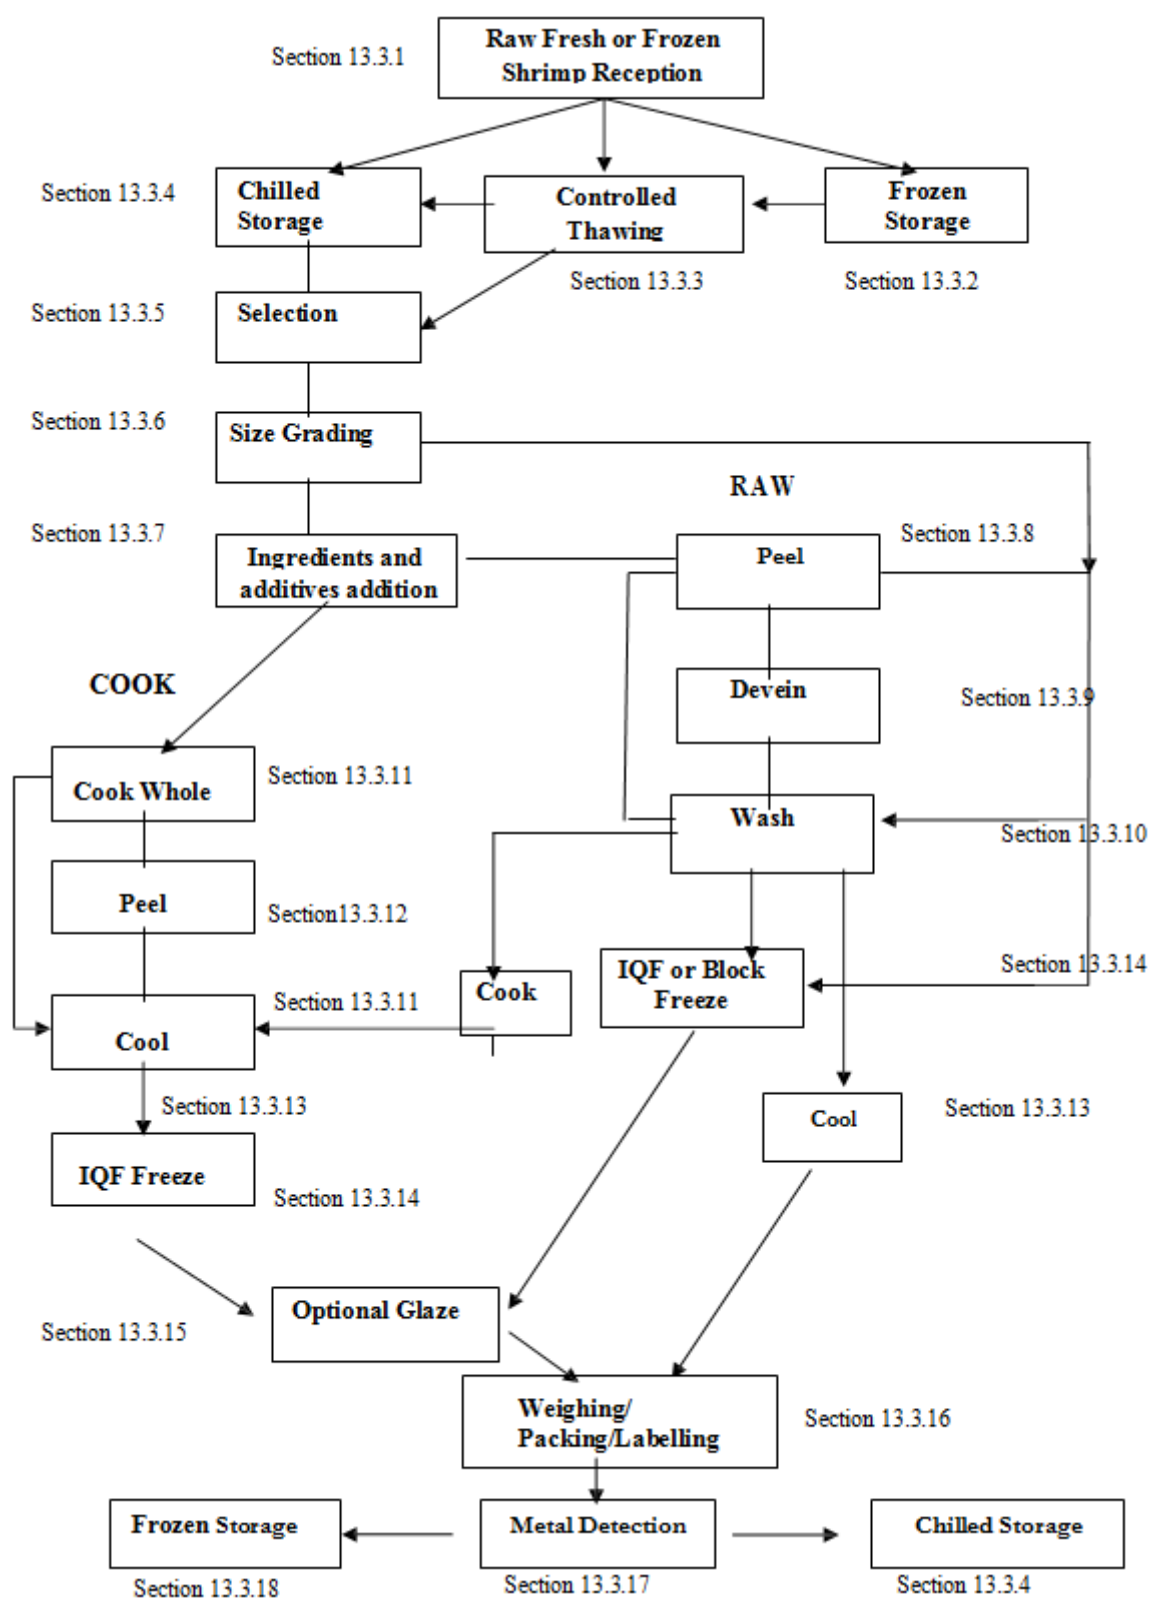 Section 13.3.1
Raw Fresh or Frozen
Shrimp Reception
Section 13.3.4
Chilled
Storage
Controlled
Thawing
Frozen
Storage
Section 13.3.3
Section 13.3.2
Section 13.3.5
Selection
Section 13.3.6
Size Grading
RAW
Section 13.3.7
Ingredients and
additives addition
Peel
Section 13.3.8
COOK
Devein
Section 13.3.9
Cook Whole
Section 13.3.11
Wash
Section 13.3.10
Peel
Section13.3.12
IQF or Block
Freeze
Section 13.3.14
Cook
Section 13.3.11
Cool
Section 13.3.13
Cool
Section 13.3.13
IQF Freeze
Section 13.3.14
Optional Glaze
Section 13.3.15
Weighing/
Packing/Labelling
Section 13.3.16
Frozen Storage
Metal Detection
Chilled Storage
Section 13.3.18
Section 13.3.17
Section 13.3.4